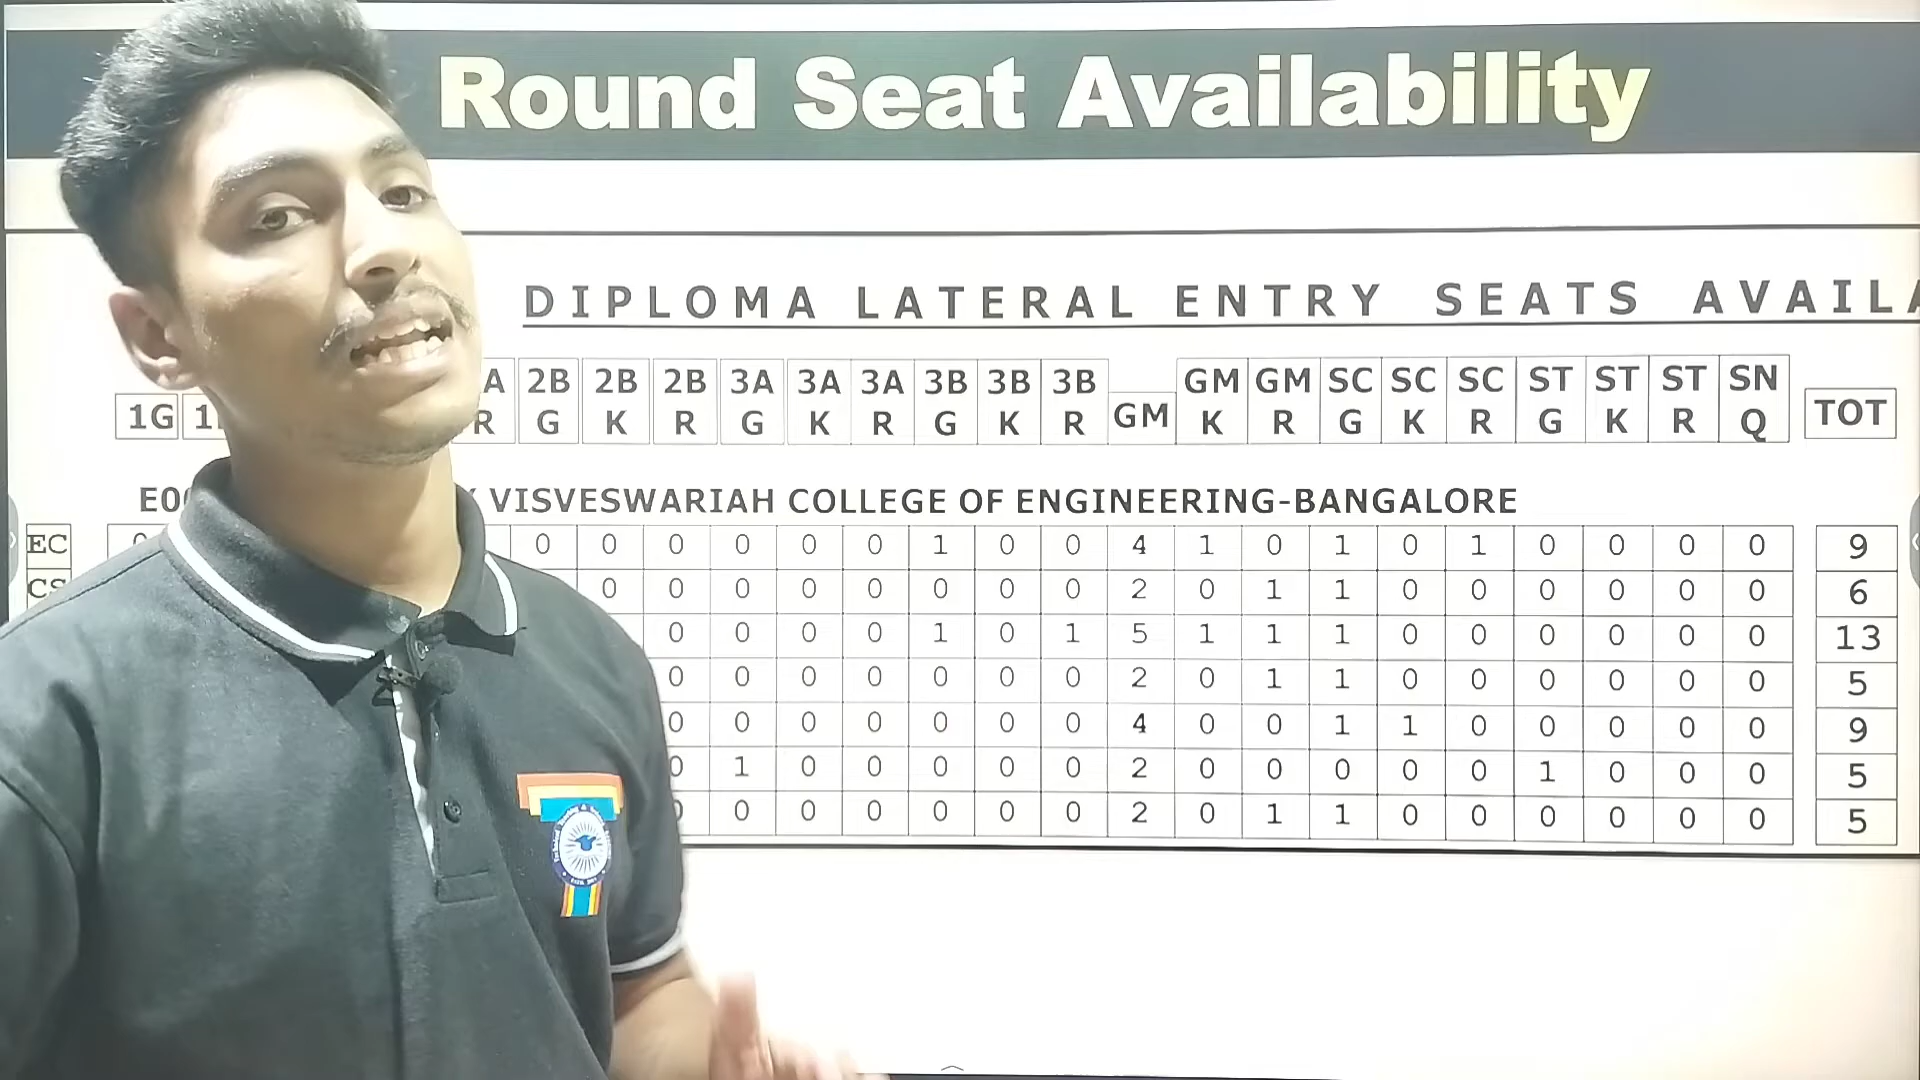 Round Seat Availability
DIPLOMA LATERAL ENTRY SEATS AVAILA
1G 1 A R 2B G 2B K 2B R 3A G 3A K 3A R 3B G 3B K 3B R GM GM K GM R SC G SC K SC R ST G ST K ST R SN Q TOT
E00 VISVESWARIAH COLLEGE OF ENGINEERING-BANGALORE
EC 0 0 0 0 0 0 0 1 0 0 4 1 0 1 0 1 0 0 0 0 9
CS 0 0 0 0 0 0 0 0 2 0 1 1 0 0 0 0 0 0 6
0 0 0 0 1 0 1 5 1 1 1 0 0 0 0 0 0 13
0 0 0 0 0 0 0 2 0 1 1 0 0 0 0 0 0 5
0 0 0 0 0 0 0 4 0 0 1 1 0 0 0 0 0 9
0 1 0 0 0 0 0 2 0 0 0 0 0 1 0 0 0 5
0 0 0 0 0 0 0 2 0 1 1 0 0 0 0 0 0 5